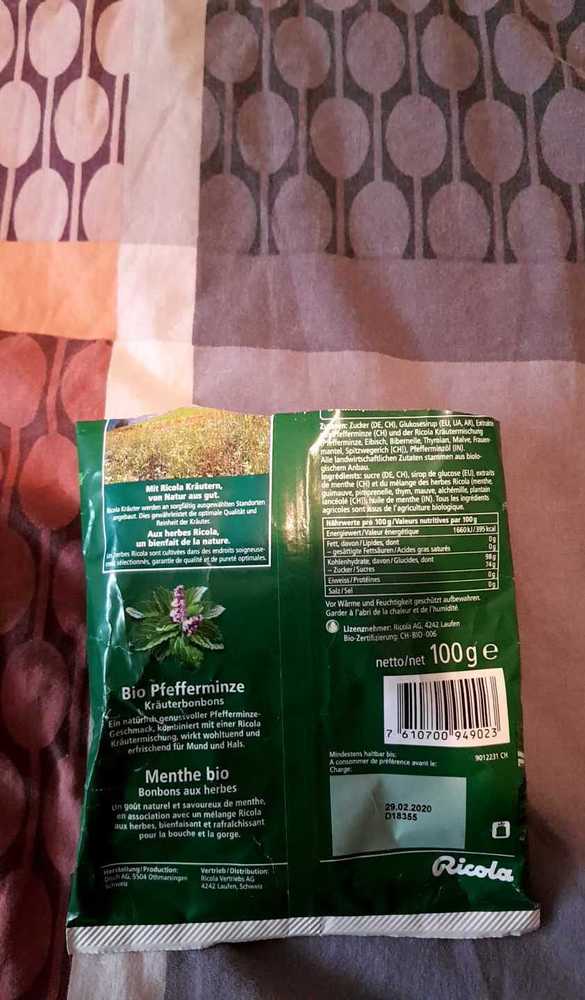 Mit Ricola Kräutern,
von Natur aus gut.
Ricola Kräuter werden an sorgfältig ausgewählten Standorten
angebaut. Dies gewährleistet die optimale Qualität und
Reinheit der Kräuter.
Aux herbes Ricola,
un bienfait de la nature.
herbes Ricola sont cultivées dans des endroits soigneuse-
sélectionnés, garantie de qualité et de pureté optimales.
Bio Pfefferminze
Kräuterbonbons
Ein natürlich genussvoller Pfefferminze-
Geschmack, kombiniert mit einer Ricola
Kräutermischung, wirkt wohltuend und
erfrischend für Mund und Hals.
Menthe bio
Bonbons aux herbes
Un goût naturel et savoureux de menthe,
en association avec un mélange Ricola
aux herbes, bienfaisant et rafraîchissant
pour la bouche et la gorge.
Herstellung/Production:
AG, 5504 Othmarsingen
Schweiz
Vertrieb/Distribution:
Ricola Vertriebs AG
4242 Laufen, Schweiz
Zutaten: Zucker (DE, CH), Glukosesirup (EU, UA, AR), Extrakte
Pfefferminze (CH) und der Ricola Kräutermischung
Pfefferminze, Eibisch, Bibernelle, Thymian, Malve, Frauen-
mantel, Spitzwegerich (CH)), Pfefferminzöl (IN).
Alle landwirtschaftlichen Zutaten stammen aus biolo-
gischem Anbau.
Ingrédients: sucre (DE, CH), sirop de glucose (EU), extraits
de menthe (CH) et du mélange des herbes Ricola (menthe,
guimauve, pimprenelle, thym, mauve, alchémille, plantain
lancéolé (CH)), huile de menthe (IN). Tous les ingrédients
agricoles sont issus de l'agriculture biologique.
Nährwerte pro 100 g/Valeurs nutritives par 100 g
Energiewert/Valeur énergétique 1660 kJ/395 kcal
Fett, davon/Lipides, dont 0g
– gesättigte Fettsäuren/Acides gras saturés 0g
Kohlenhydrate, davon/Glucides, dont 98g
– Zucker/Sucres 74g
Eiweiss/Protéines 0g
Salz/Sel 0g
Vor Wärme und Feuchtigkeit geschützt aufbewahren.
Garder à l'abri de la chaleur et de l'humidité.
Lizenznehmer: Ricola AG, 4242 Laufen
Bio-Zertifizierung: CH-BIO-006
netto/net 100 g e
7 610700 949023
Mindestens haltbar bis:
A consommer de préférence avant le:
Charge:
9012231 CH
29.02.2020
D18355
Ricola